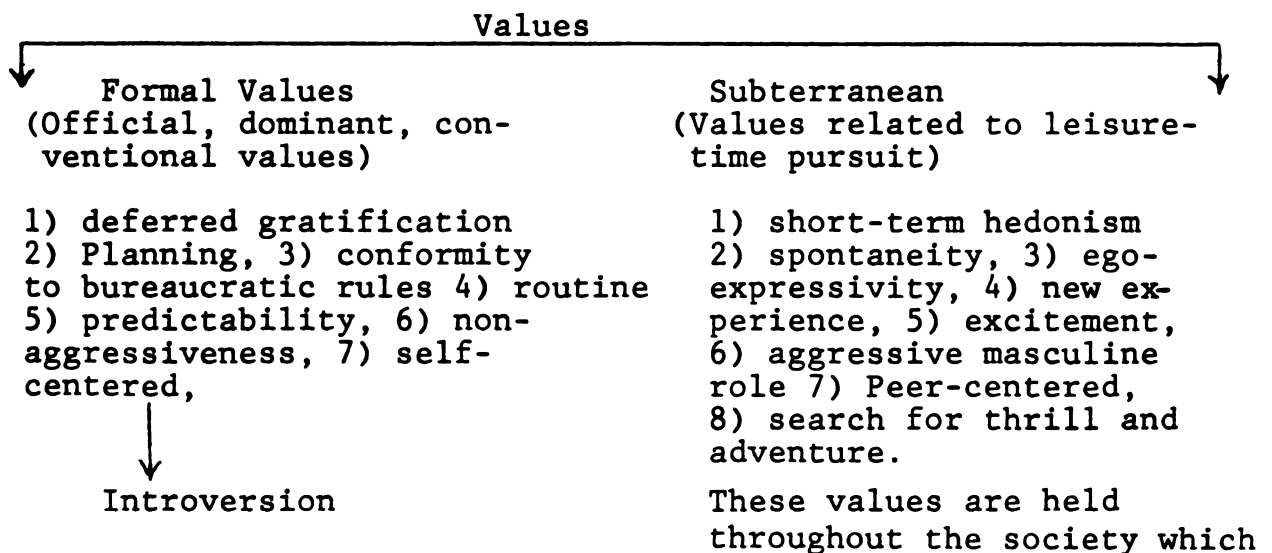 Values
Formal Values
(Official, dominant, con-
ventional values)
1) deferred gratification
2) Planning, 3) conformity
to bureaucratic rules 4) routine
5) predictability, 6) non-
aggressiveness, 7) self-
centered,
Introversion
Subterranean
(Values related to leisure-
time pursuit)
1) short-term hedonism
2) spontaneity, 3) ego-
expressivity, 4) new ex-
perience, 5) excitement,
6) aggressive masculine
role 7) Peer-centered,
8) search for thrill and
adventure.
These values are held
throughout the society which